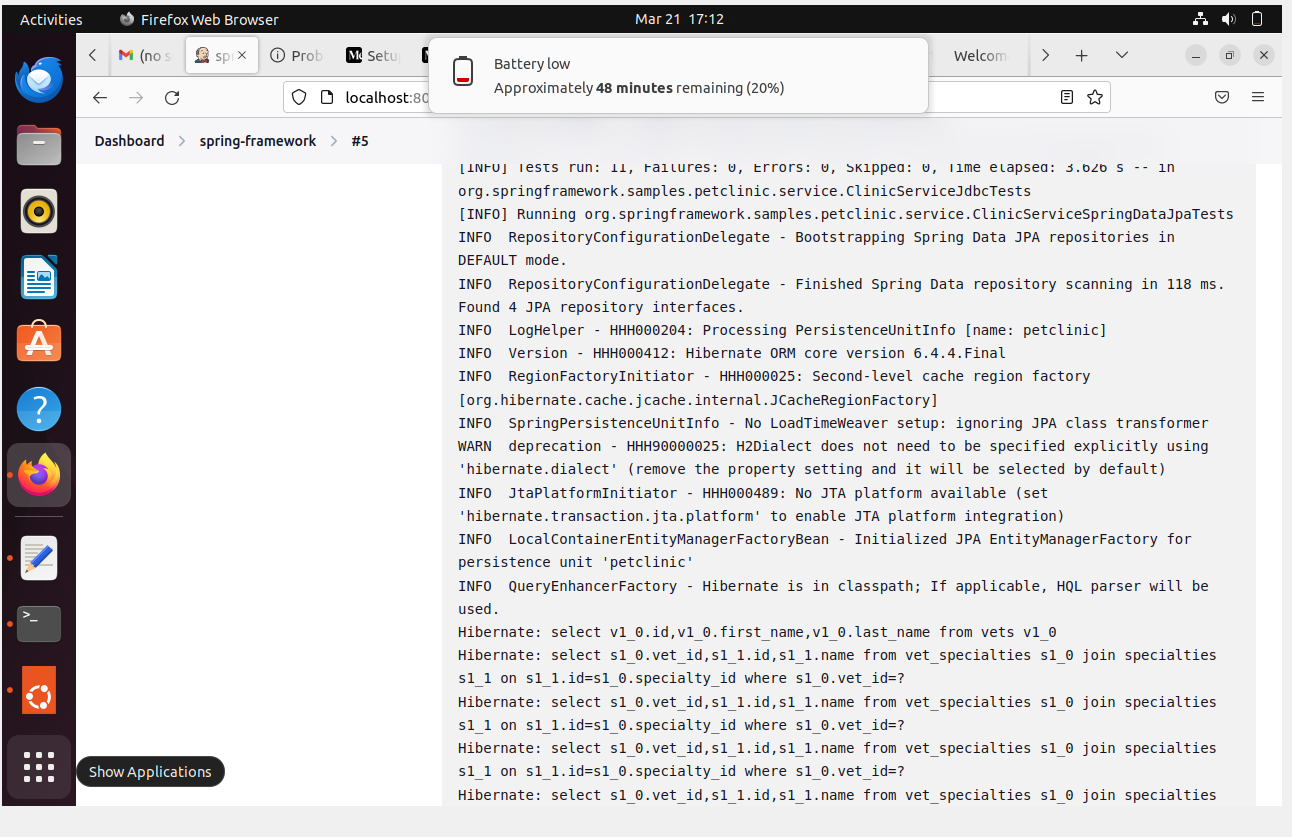 Activities
Firefox Web Browser
Mar 21 17:12
(no s
spr
Prob
Setu
Welcom
Battery low
Approximately 48 minutes remaining (20%)
localhost:80
Dashboard > spring-framework > #5
[INFO] Tests run: 11, Failures: 0, Errors: 0, Skipped: 0, Time elapsed: 3.626 s -- in
org.springframework.samples.petclinic.service.ClinicServiceJdbcTests
[INFO] Running org.springframework.samples.petclinic.service.ClinicServiceSpringDataJpaTests
INFO  RepositoryConfigurationDelegate - Bootstrapping Spring Data JPA repositories in
DEFAULT mode.
INFO  RepositoryConfigurationDelegate - Finished Spring Data repository scanning in 118 ms.
Found 4 JPA repository interfaces.
INFO  LogHelper - HHH000204: Processing PersistenceUnitInfo [name: petclinic]
INFO  Version - HHH000412: Hibernate ORM core version 6.4.4.Final
INFO  RegionFactoryInitiator - HHH000025: Second-level cache region factory
[org.hibernate.cache.jcache.internal.JCacheRegionFactory]
INFO  SpringPersistenceUnitInfo - No LoadTimeWeaver setup: ignoring JPA class transformer
WARN  deprecation - HHH90000025: H2Dialect does not need to be specified explicitly using
'hibernate.dialect' (remove the property setting and it will be selected by default)
INFO  JtaPlatformInitiator - HHH000489: No JTA platform available (set
'hibernate.transaction.jta.platform' to enable JTA platform integration)
INFO  LocalContainerEntityManagerFactoryBean - Initialized JPA EntityManagerFactory for
persistence unit 'petclinic'
INFO  QueryEnhancerFactory - Hibernate is in classpath; If applicable, HQL parser will be
used.
Hibernate: select v1_0.id,v1_0.first_name,v1_0.last_name from vets v1_0
Hibernate: select s1_0.vet_id,s1_1.id,s1_1.name from vet_specialties s1_0 join specialties
s1_1 on s1_1.id=s1_0.specialty_id where s1_0.vet_id=?
Hibernate: select s1_0.vet_id,s1_1.id,s1_1.name from vet_specialties s1_0 join specialties
s1_1 on s1_1.id=s1_0.specialty_id where s1_0.vet_id=?
Hibernate: select s1_0.vet_id,s1_1.id,s1_1.name from vet_specialties s1_0 join specialties
s1_1 on s1_1.id=s1_0.specialty_id where s1_0.vet_id=?
Hibernate: select s1_0.vet_id,s1_1.id,s1_1.name from vet_specialties s1_0 join specialties
Show Applications